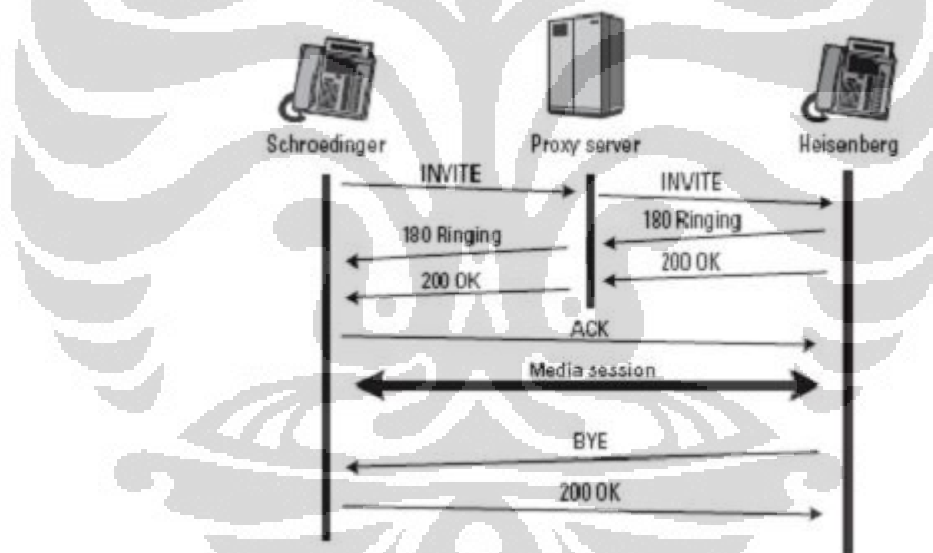 Schroedinger
Proxy server
Heisenberg
INVITE
INVITE
180 Ringing
180 Ringing
200 OK
200 OK
ACK
Media session
BYE
200 OK